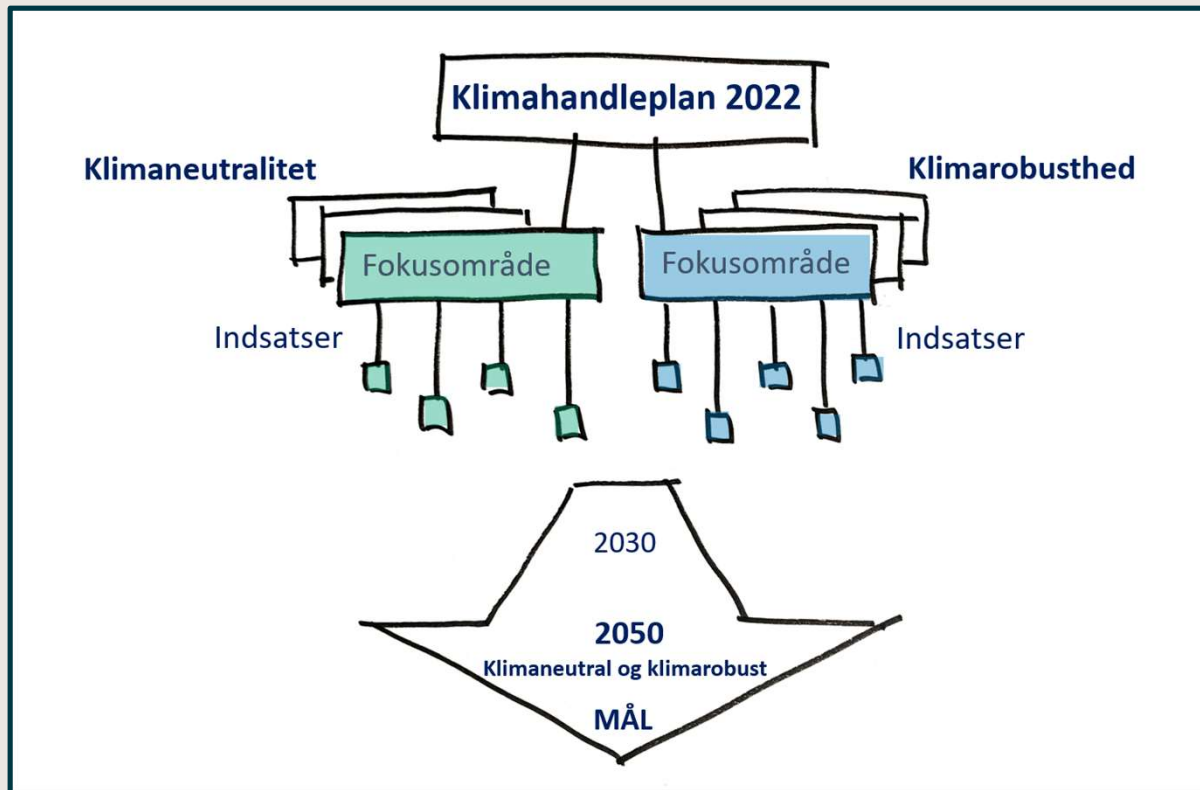 Klimahandleplan 2022
Klimaneutralitet
Klimarobusthed
Fokusområde
Fokusområde
Indsatser
Indsatser
2030
2050
Klimaneutral og klimarobust
MÅL